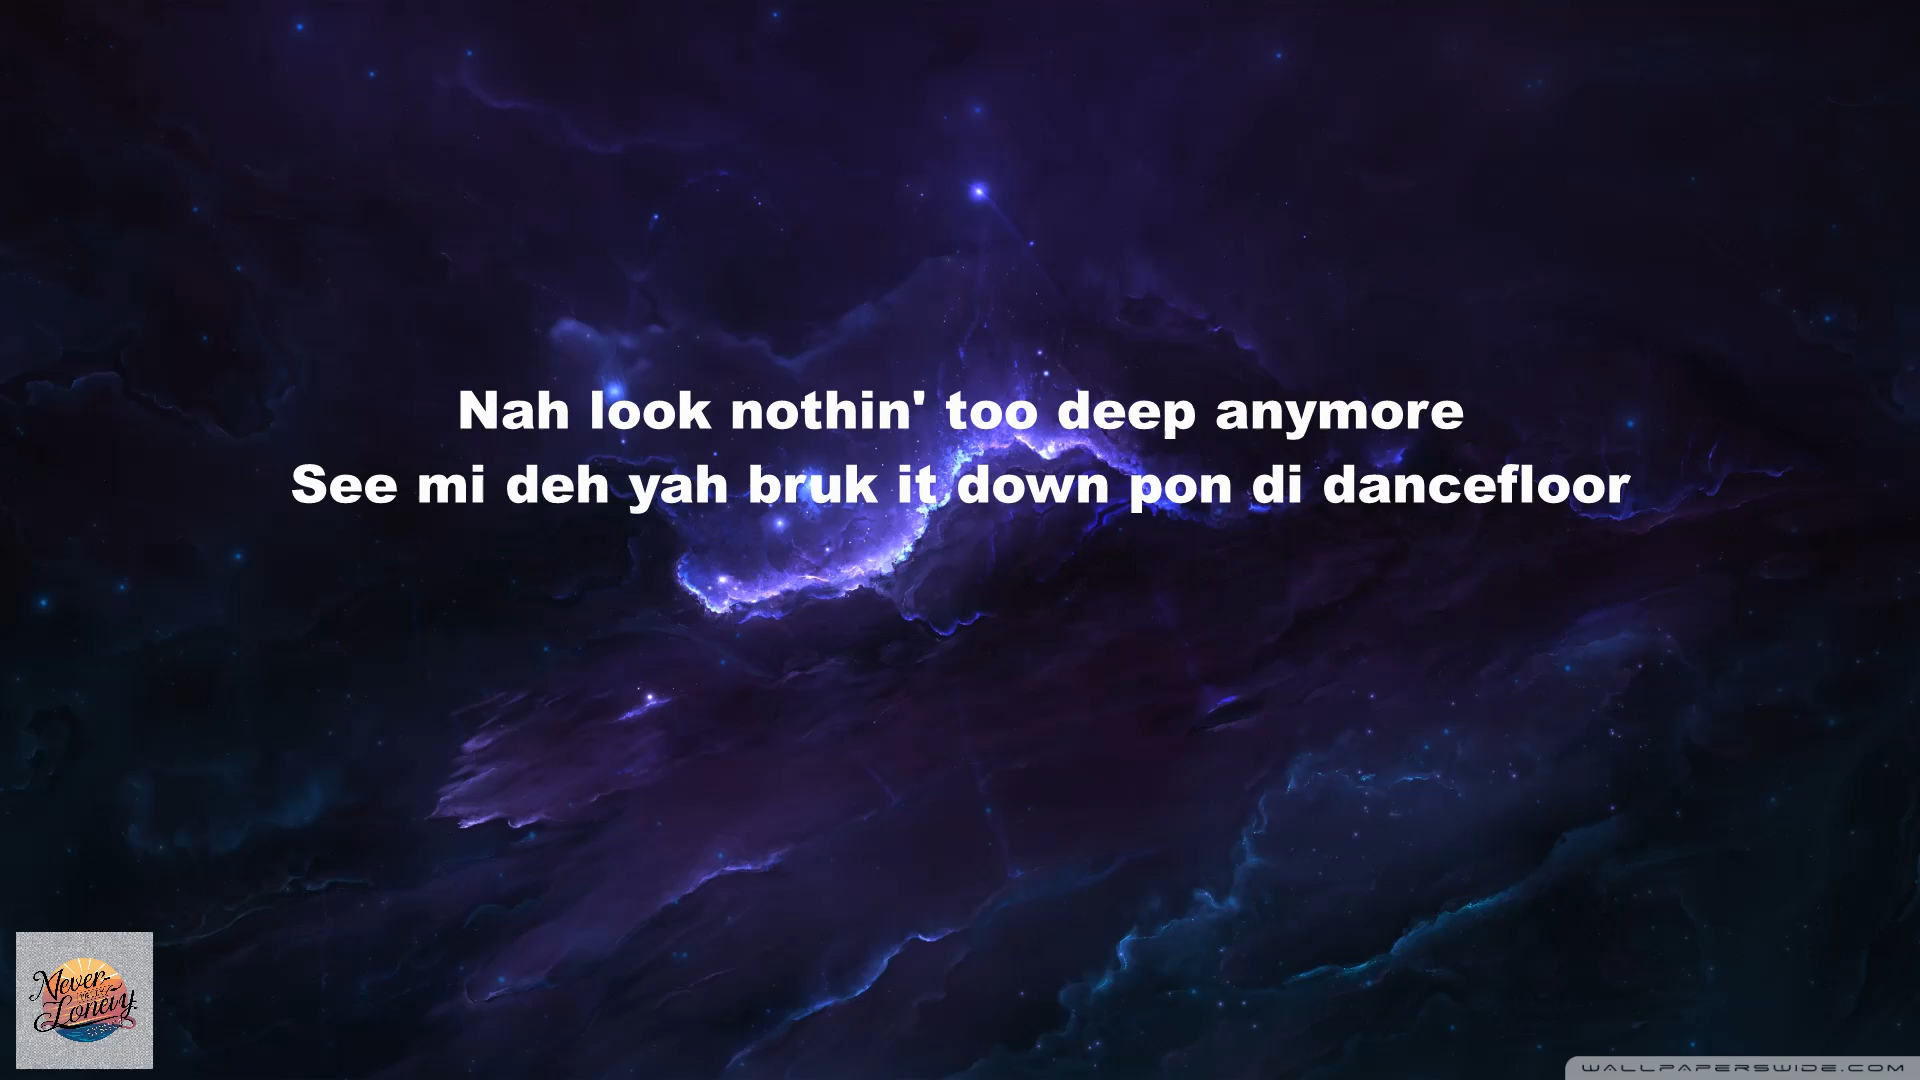 Nah look nothin' too deep anymore
See mi deh yah bruk it down pon di dancefloor
Never
Lonely
WALLPAPERSWIDE.COM